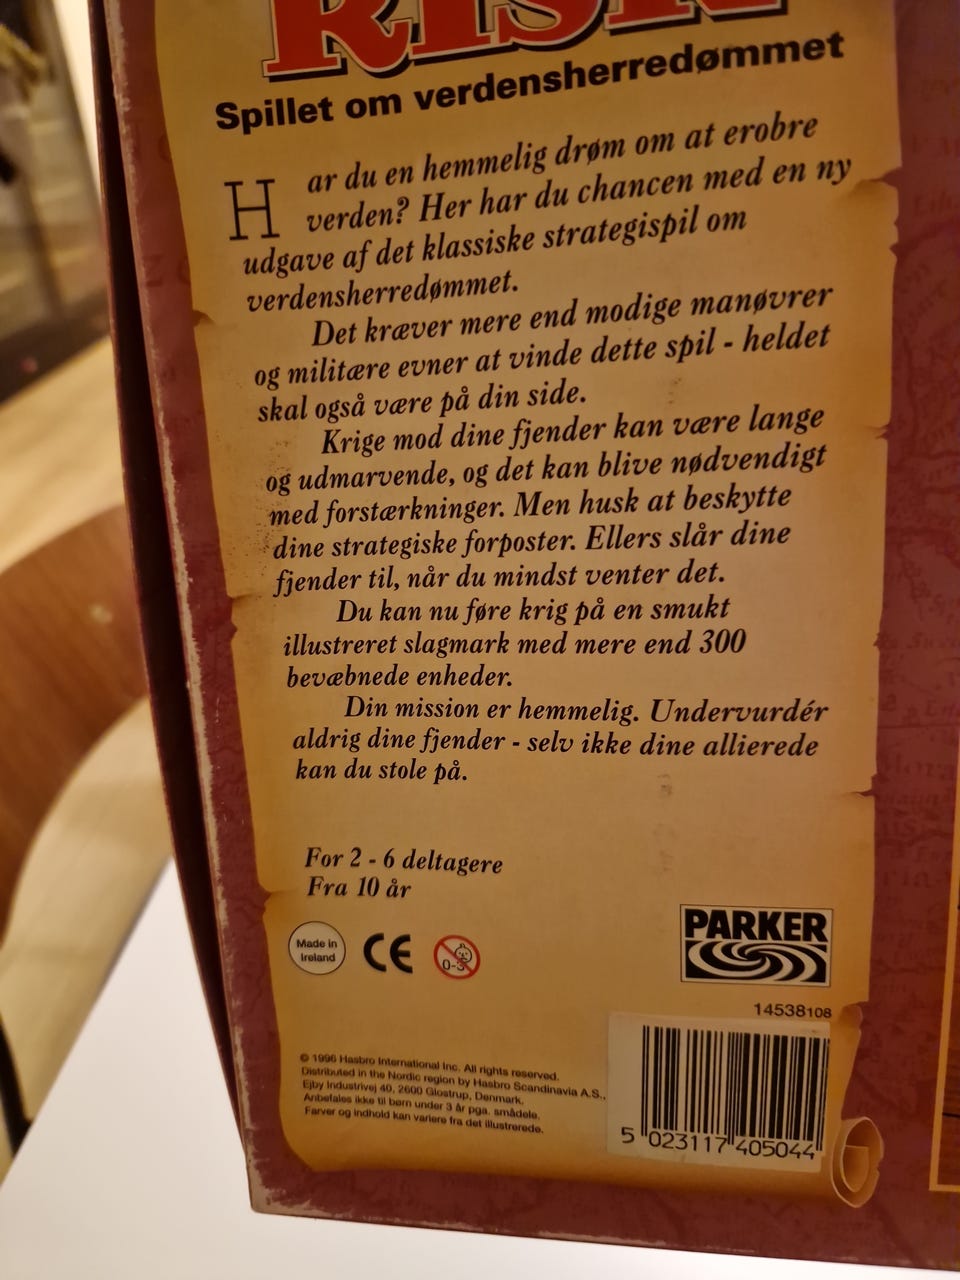 RISK
Spillet om verdensherredømmet
Har du en hemmelig drøm om at erobre
verden? Her har du chancen med en ny
udgave af det klassiske strategispil om
verdensherredømmet.
Det kræver mere end modige manøvrer
og militære evner at vinde dette spil - heldet
skal også være på din side.
Krige mod dine fjender kan være lange
og udmarvende, og det kan blive nødvendigt
med forstærkninger. Men husk at beskytte
dine strategiske forposter. Ellers slår dine
fjender til, når du mindst venter det.
Du kan nu føre krig på en smukt
illustreret slagmark med mere end 300
bevæbnede enheder.
Din mission er hemmelig. Undervurdér
aldrig dine fjender - selv ikke dine allierede
kan du stole på.
For 2 - 6 deltagere
Fra 10 år
Made in
Ireland
CE
0-3
PARKER
14538108
© 1996 Hasbro International Inc. All rights reserved.
Distributed in the Nordic region by Hasbro Scandinavia A.S.,
Ejby Industrivej 40, 2600 Glostrup, Denmark.
Anbefales ikke til børn under 3 år pga. smådele.
Farver og indhold kan variere fra det illustrerede.
5 023117 405044